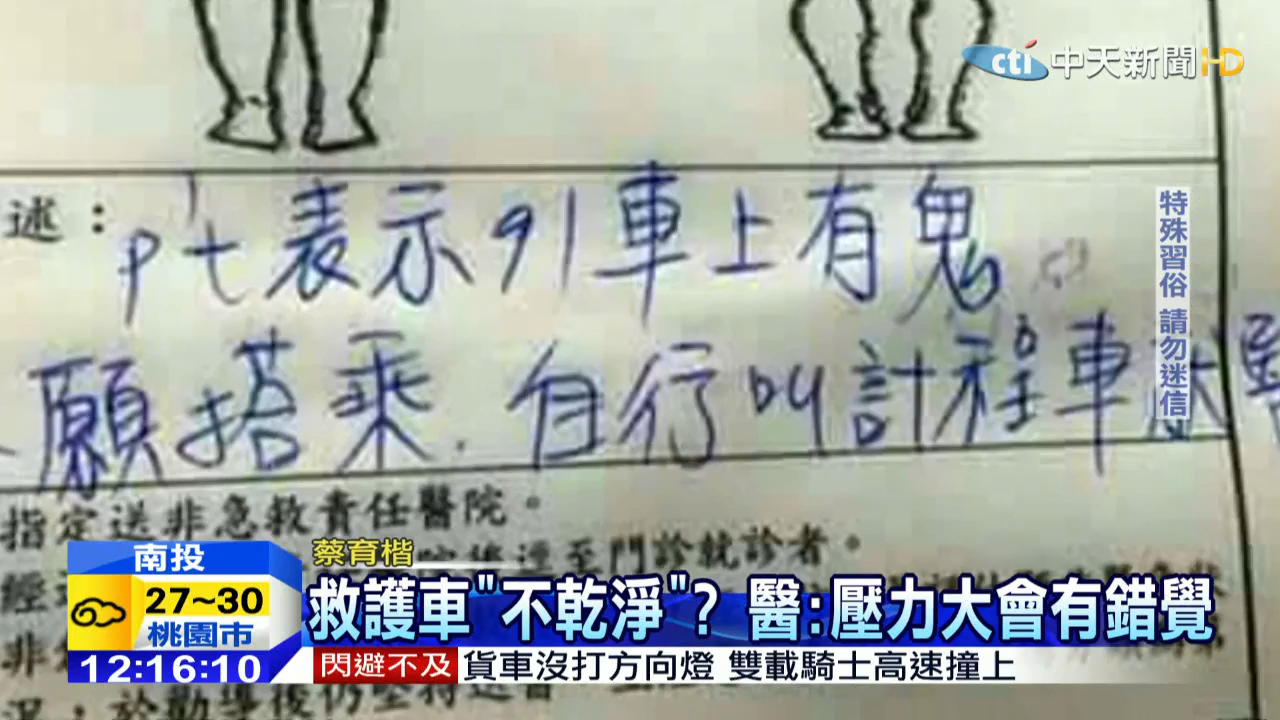 cti 中天新聞HD
述：pt表示91車上有鬼
願搭乘．自行叫計程車
特殊習俗 請勿迷信
指定送非急救責任醫院。
至門診就診者。
南投
27~30
桃園市
12:16:10
蔡育楷
救護車"不乾淨"? 醫:壓力大會有錯覺
閃避不及 貨車沒打方向燈 雙載騎士高速撞上